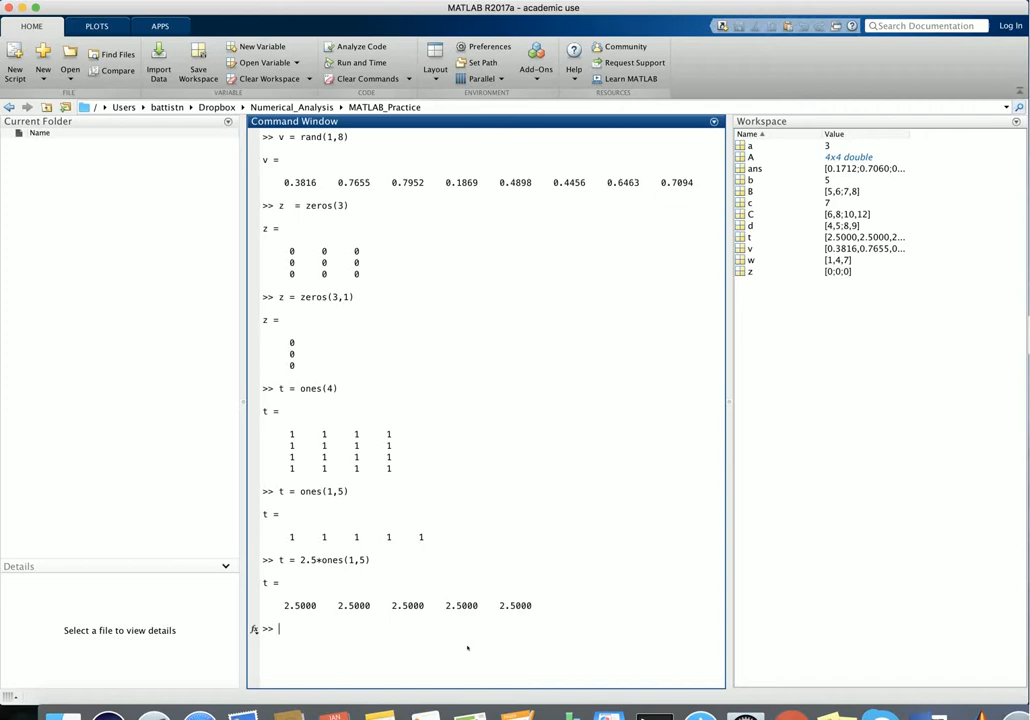 MATLAB R2017a - academic use
HOME PLOTS APPS Search Documentation Log In
New Script New Open Find Files Compare Import Data Save Workspace New Variable Open Variable Clear Workspace Analyze Code Run and Time Clear Commands Layout Preferences Set Path Parallel Add-Ons Help Community Request Support Learn MATLAB
FILE VARIABLE CODE ENVIRONMENT RESOURCES
/ Users battistn Dropbox Numerical_Analysis MATLAB_Practice
Current Folder
Name
Details
Select a file to view details
Command Window
>> v = rand(1,8)
v =
0.3816 0.7655 0.7952 0.1869 0.4898 0.4456 0.6463 0.7094
>> z  = zeros(3)
z =
0 0 0
0 0 0
0 0 0
>> z = zeros(3,1)
z =
0
0
0
>> t = ones(4)
t =
1 1 1 1
1 1 1 1
1 1 1 1
1 1 1 1
>> t = ones(1,5)
t =
1 1 1 1 1
>> t = 2.5*ones(1,5)
t =
2.5000 2.5000 2.5000 2.5000 2.5000
fx >>
Workspace
Name Value
a 3
A 4x4 double
ans [0.1712;0.7060;0...
b 5
B [5,6;7,8]
c 7
C [6,8;10,12]
d [4,5;8,9]
t [2.5000,2.5000,2...
v [0.3816,0.7655,0...
w [1,4,7]
z [0;0;0]
JAN